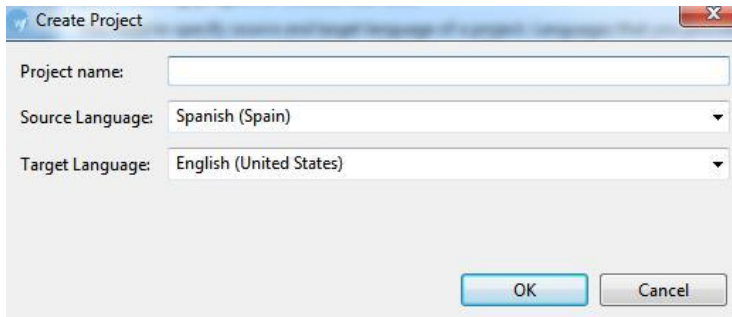 Create Project
Project name:
Source Language: Spanish (Spain)
Target Language: English (United States)
OK Cancel